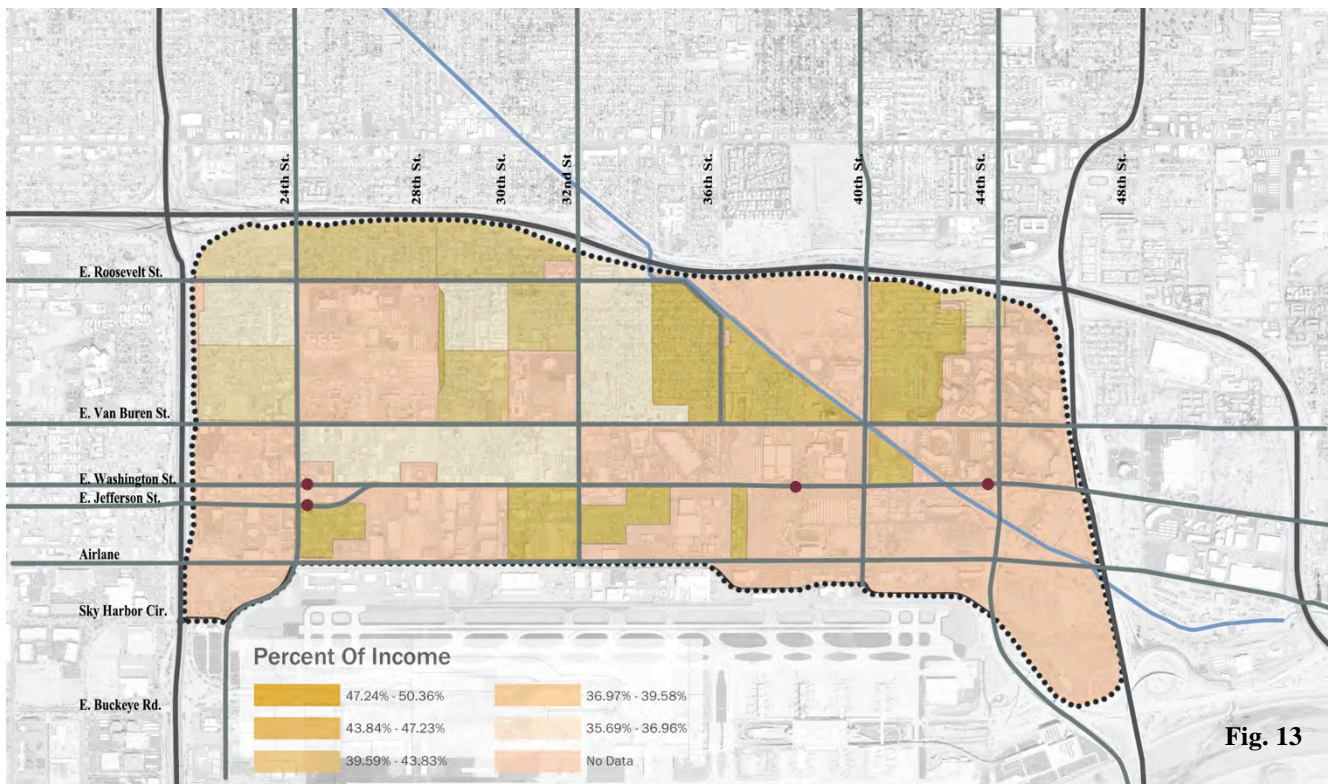 24th St.
28th St.
30th St.
32nd St
36th St.
40th St.
44th St.
48th St.
E. Roosevelt St.
E. Van Buren St.
E. Washington St.
E. Jefferson St.
Airlane
Sky Harbor Cir.
E. Buckeye Rd.
Percent Of Income
47.24% - 50.36%
43.84% - 47.23%
39.59% - 43.83%
36.97% - 39.58%
35.69% - 36.96%
No Data
Fig. 13